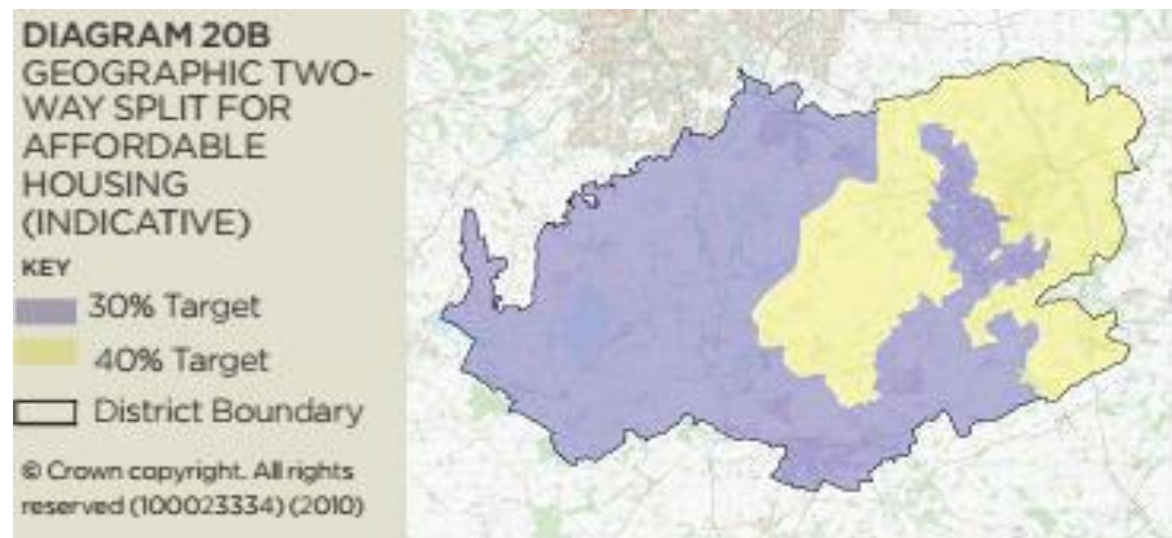 DIAGRAM 20B
GEOGRAPHIC TWO-
WAY SPLIT FOR
AFFORDABLE
HOUSING
(INDICATIVE)
KEY
30% Target
40% Target
District Boundary
© Crown copyright. All rights
reserved (100023334) (2010)